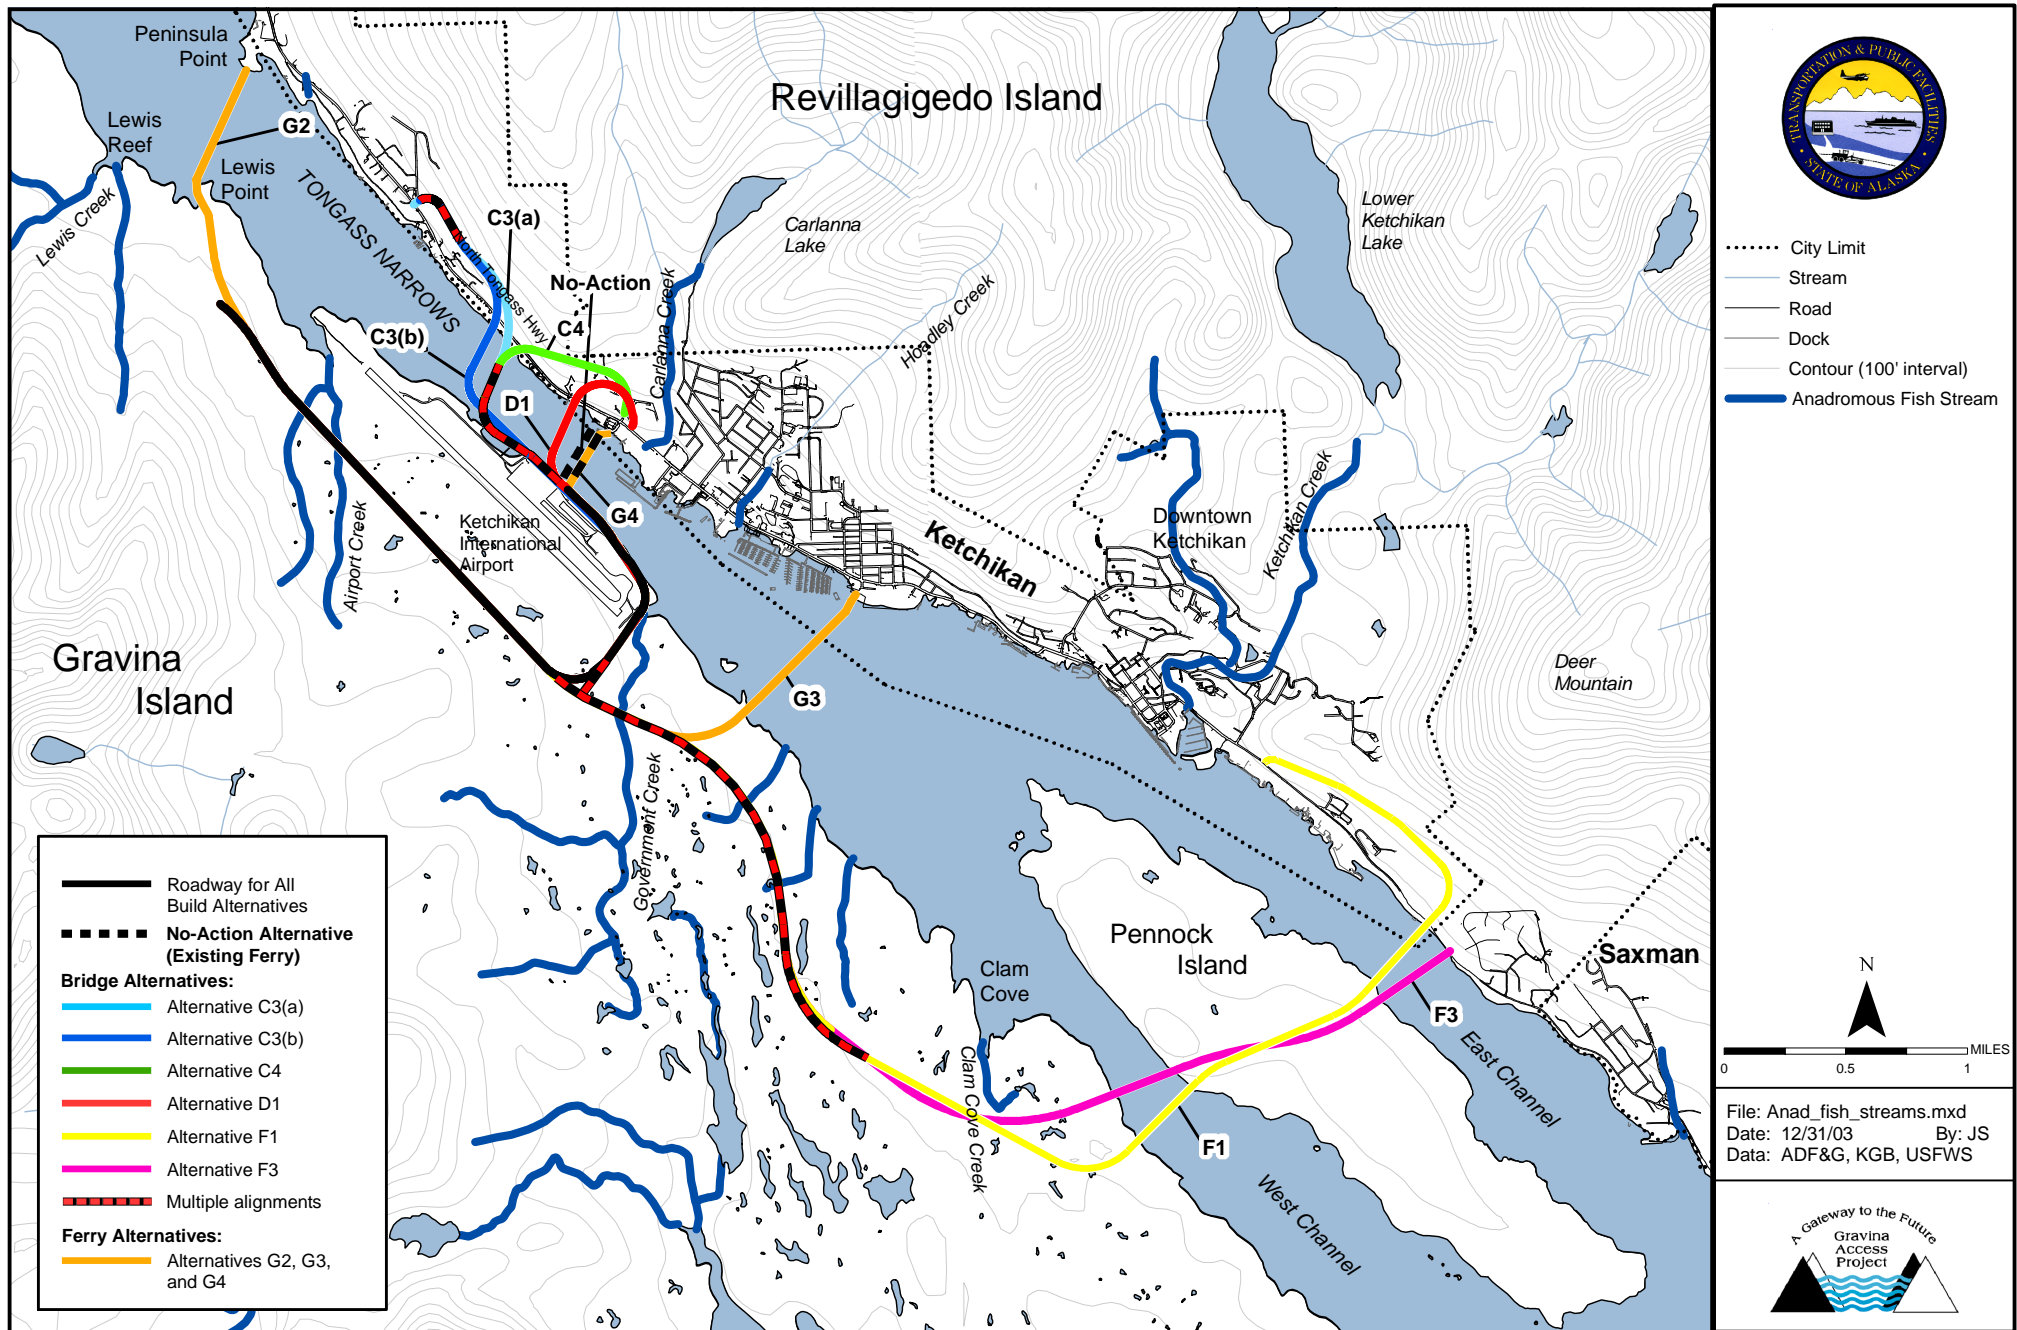 Peninsula
Point
Revillagigedo Island
Lewis
Reef
G2
Lewis
Point
TONGASS NARROWS
Lewis Creek
C3(a)
North Tongass Hwy
No-Action
C4
Carlanna Creek
Carlanna
Lake
Lower
Ketchikan
Lake
Hoadley Creek
C3(b)
D1
G4
Ketchikan
International
Airport
Airport Creek
Ketchikan
Downtown
Ketchikan
Ketchikan Creek
Gravina
Island
G3
Deer
Mountain
Government Creek
Pennock
Island
Clam
Cove
Saxman
F3
East Channel
Clam Cove Creek
F1
West Channel
Roadway for All
Build Alternatives
No-Action Alternative
(Existing Ferry)
Bridge Alternatives:
Alternative C3(a)
Alternative C3(b)
Alternative C4
Alternative D1
Alternative F1
Alternative F3
Multiple alignments
Ferry Alternatives:
Alternatives G2, G3,
and G4
TRANSPORTATION & PUBLIC FACILITIES
STATE OF ALASKA
City Limit
Stream
Road
Dock
Contour (100' interval)
Anadromous Fish Stream
N
MILES
0 0.5 1
File: Anad_fish_streams.mxd
Date: 12/31/03 By: JS
Data: ADF&G, KGB, USFWS
A Gateway to the Future
Gravina
Access
Project